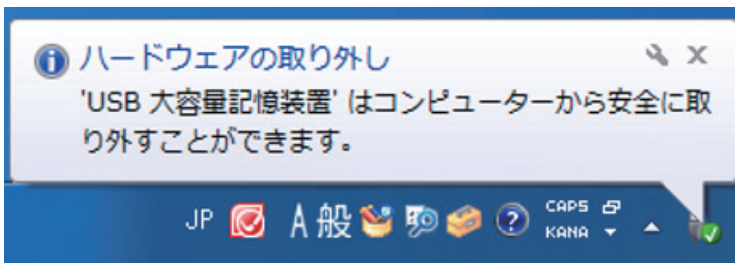 ハードウェアの取り外し
'USB 大容量記憶装置' はコンピューターから安全に取
り外すことができます。
JP A 般 CAPS
KANA